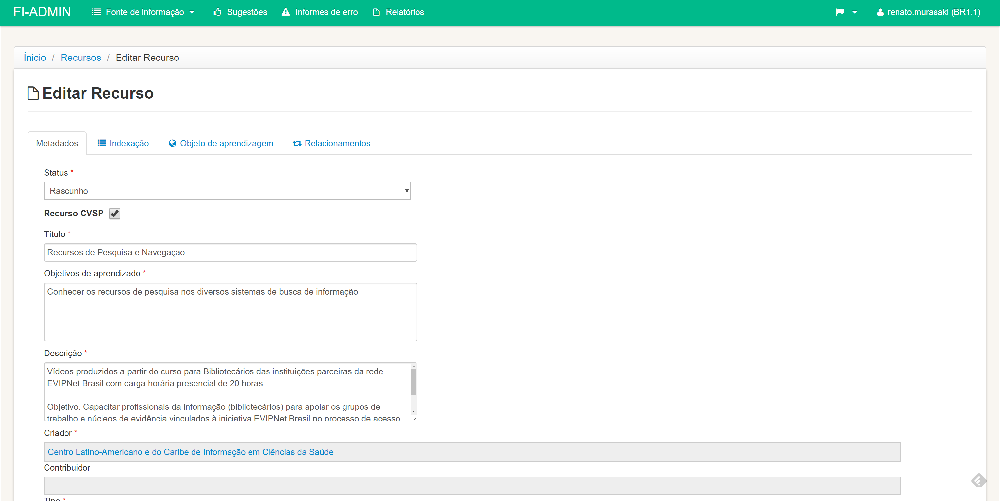 FI-ADMIN Fonte de informação Sugestões Informes de erro Relatórios renato.murasaki (BR1.1)
Ínicio / Recursos / Editar Recurso
Editar Recurso
Metadados Indexação Objeto de aprendizagem Relacionamentos
Status *
Rascunho
Recurso CVSP
Título *
Recursos de Pesquisa e Navegação
Objetivos de aprendizado *
Conhecer os recursos de pesquisa nos diversos sistemas de busca de informação
Descrição *
Vídeos produzidos a partir do curso para Bibliotecários das instituições parceiras da rede
EVIPNet Brasil com carga horária presencial de 20 horas
Objetivo: Capacitar profissionais da informação (bibliotecários) para apoiar os grupos de
trabalho e núcleos de evidência vinculados à iniciativa EVIPNet Brasil no processo de acesso
Criador *
Centro Latino-Americano e do Caribe de Informação em Ciências da Saúde
Contribuidor
Tipo *